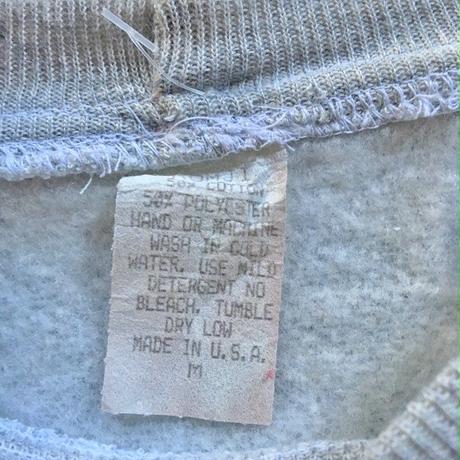 50% COTTON
50% POLYESTER
HAND OR MACHINE
WASH IN COLD
WATER. USE MILD
DETERGENT NO
BLEACH. TUMBLE
DRY LOW
MADE IN U.S.A.
M